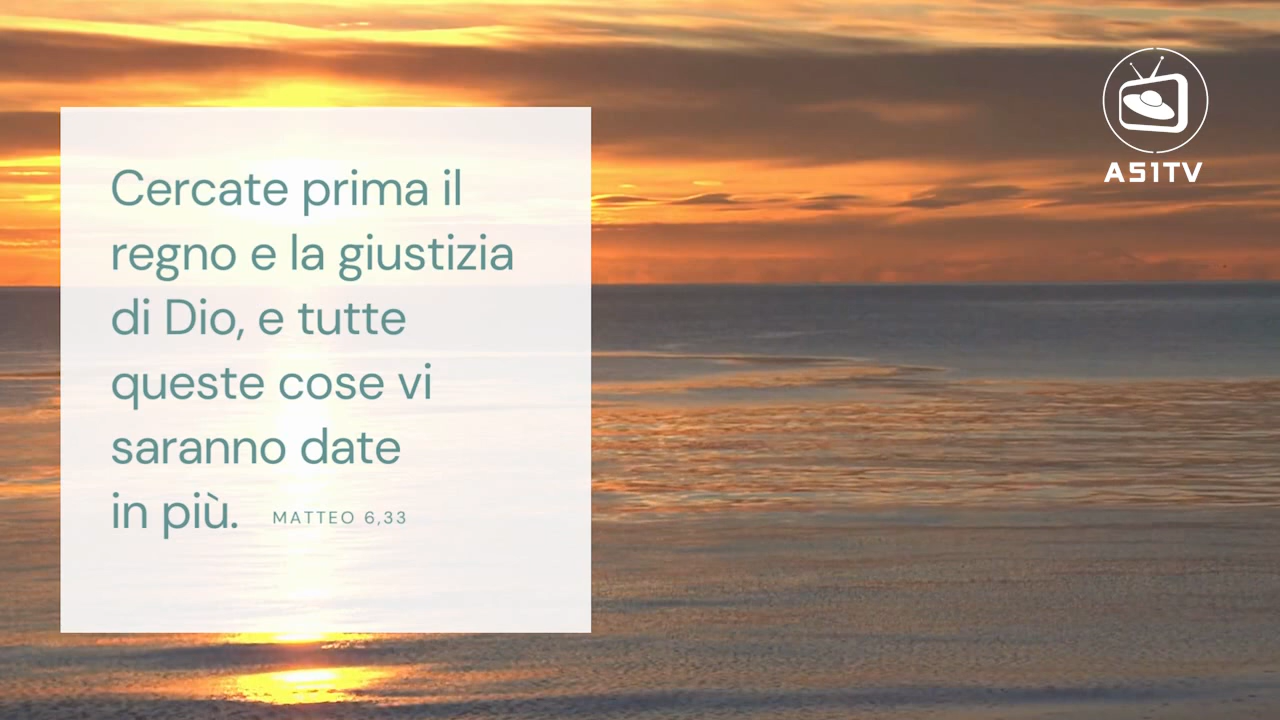 Cercate prima il
regno e la giustizia
di Dio, e tutte
queste cose vi
saranno date
in più. MATTEO 6,33
A51TV